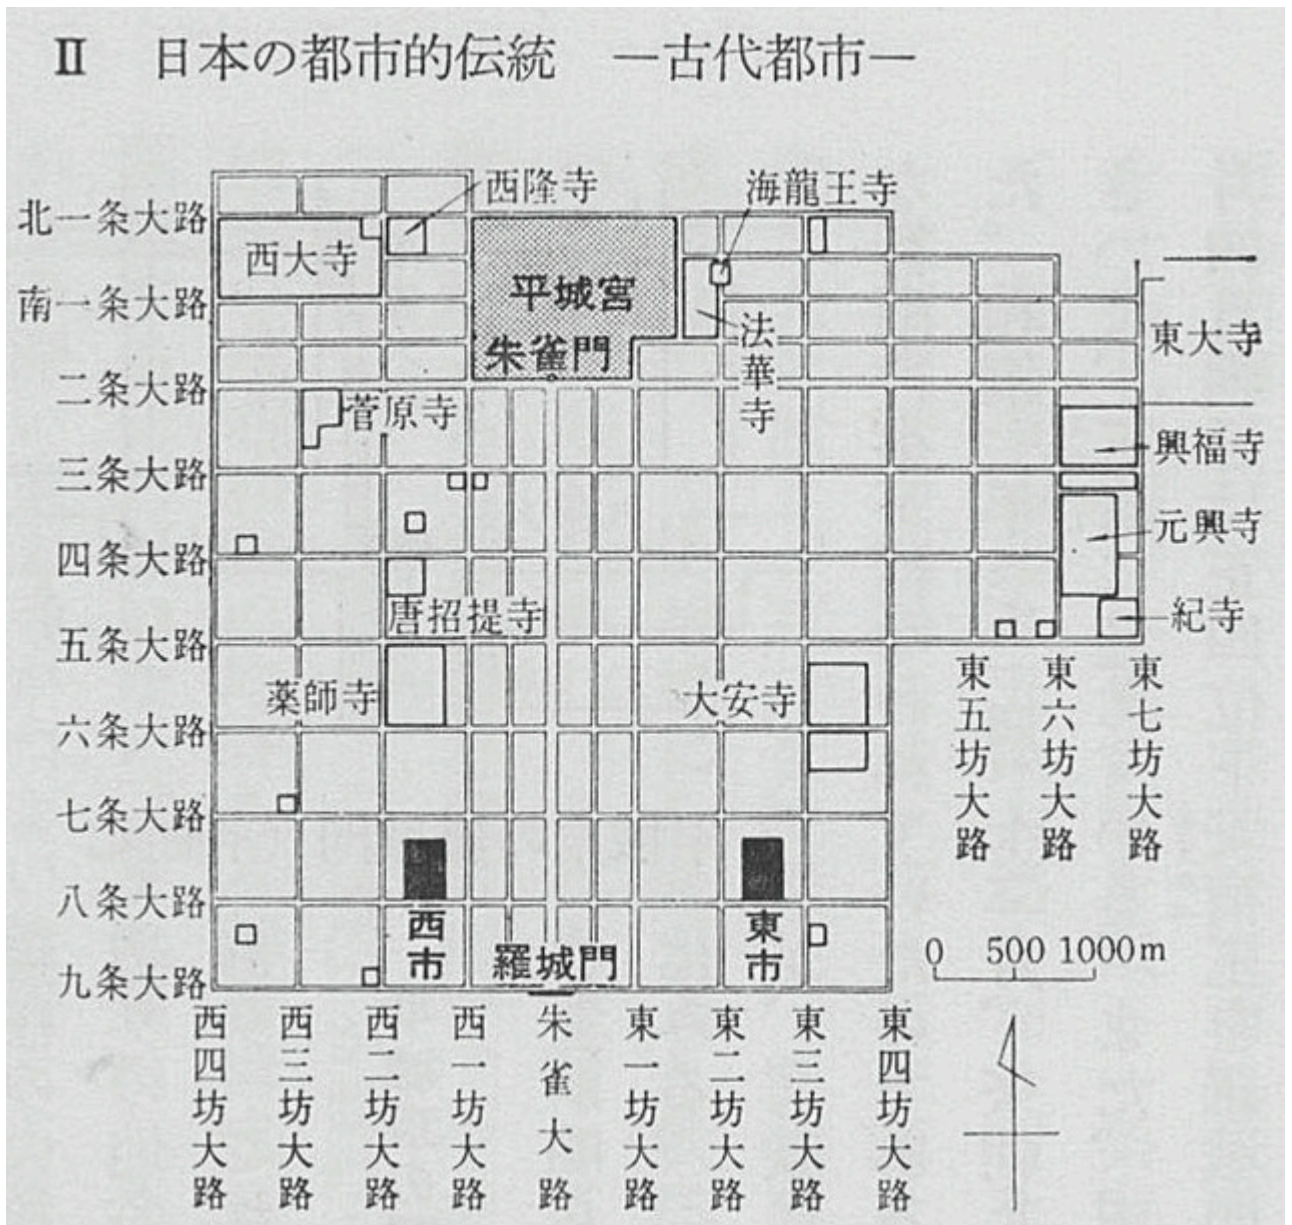 Ⅱ 日本の都市的伝統 —古代都市—
西隆寺
海龍王寺
北一条大路
西大寺
平城宮
南一条大路
法華寺
東大寺
朱雀門
二条大路
菅原寺
興福寺
三条大路
元興寺
四条大路
唐招提寺
紀寺
五条大路
薬師寺
大安寺
東五坊大路
東六坊大路
東七坊大路
六条大路
七条大路
八条大路
西市
東市
羅城門
0 500 1000m
九条大路
西四坊大路
西三坊大路
西二坊大路
西一坊大路
朱雀大路
東一坊大路
東二坊大路
東三坊大路
東四坊大路